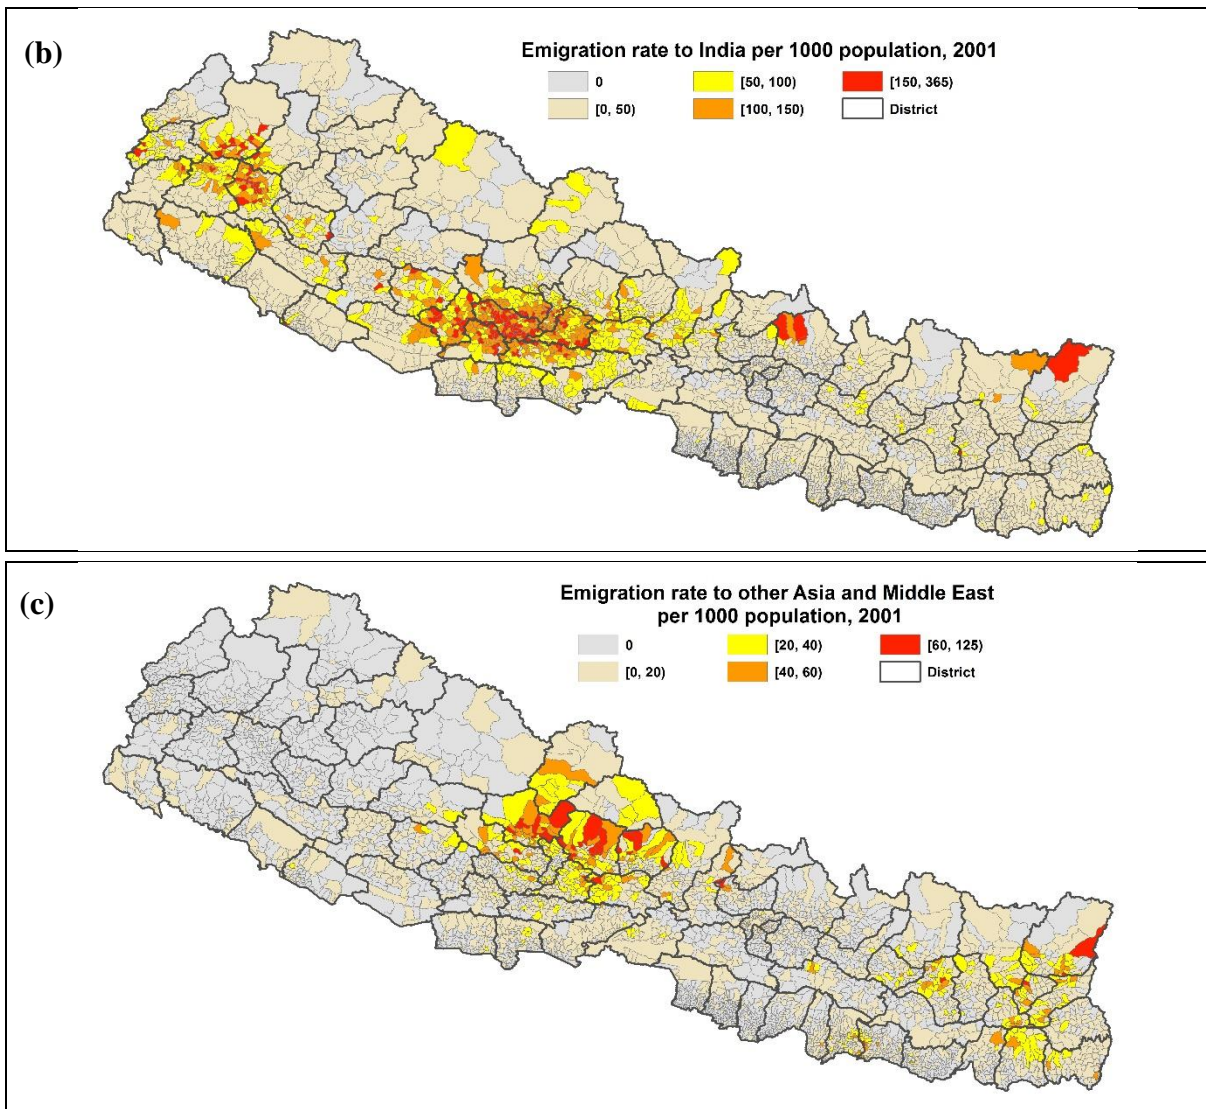 (b)
Emigration rate to India per 1000 population, 2001
0 [50, 100) [150, 365)
[0, 50) [100, 150) District
(c)
Emigration rate to other Asia and Middle East
per 1000 population, 2001
0 [20, 40) [60, 125)
[0, 20) [40, 60) District